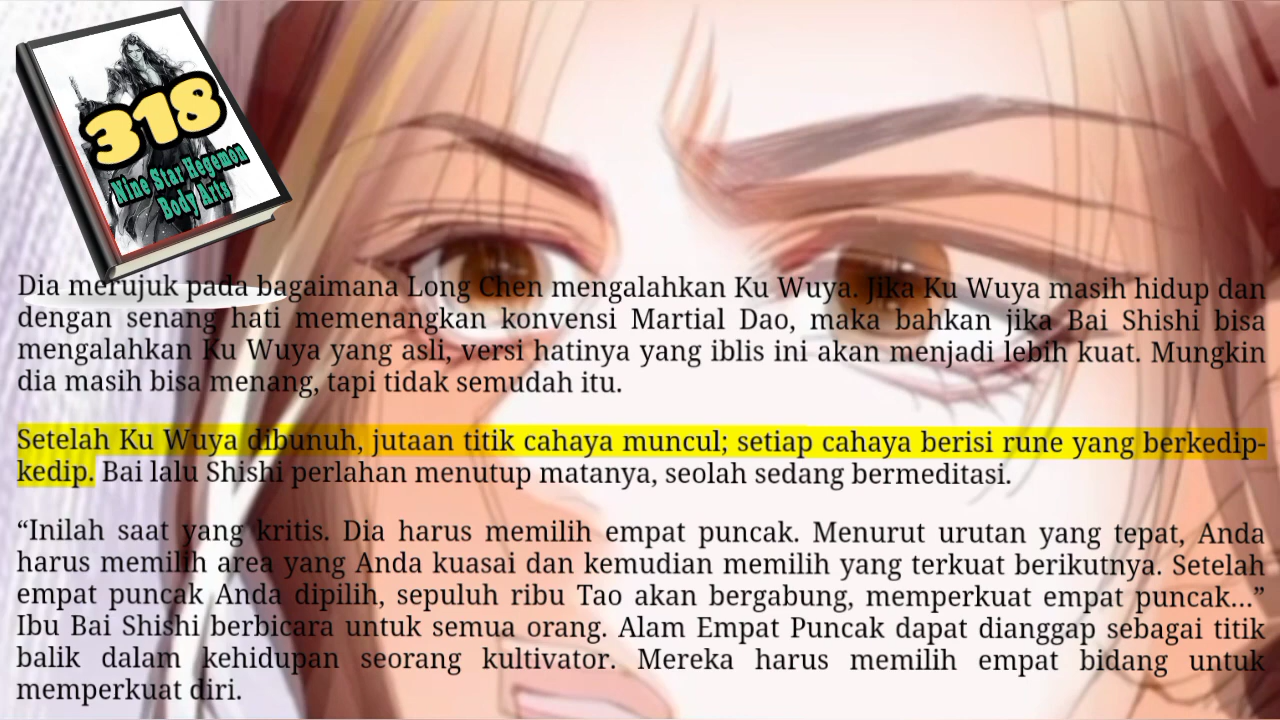 318
Nine Star Hegemon
Body Arts
Dia merujuk pada bagaimana Long Chen mengalahkan Ku Wuya. Jika Ku Wuya masih hidup dan
dengan senang hati memenangkan konvensi Martial Dao, maka bahkan jika Bai Shishi bisa
mengalahkan Ku Wuya yang asli, versi hatinya yang iblis ini akan menjadi lebih kuat. Mungkin
dia masih bisa menang, tapi tidak semudah itu.
Setelah Ku Wuya dibunuh, jutaan titik cahaya muncul; setiap cahaya berisi rune yang berkedip-
kedip. Bai lalu Shishi perlahan menutup matanya, seolah sedang bermeditasi.
“Inilah saat yang kritis. Dia harus memilih empat puncak. Menurut urutan yang tepat, Anda
harus memilih area yang Anda kuasai dan kemudian memilih yang terkuat berikutnya. Setelah
empat puncak Anda dipilih, sepuluh ribu Tao akan bergabung, memperkuat empat puncak...”
Ibu Bai Shishi berbicara untuk semua orang. Alam Empat Puncak dapat dianggap sebagai titik
balik dalam kehidupan seorang kultivator. Mereka harus memilih empat bidang untuk
memperkuat diri.